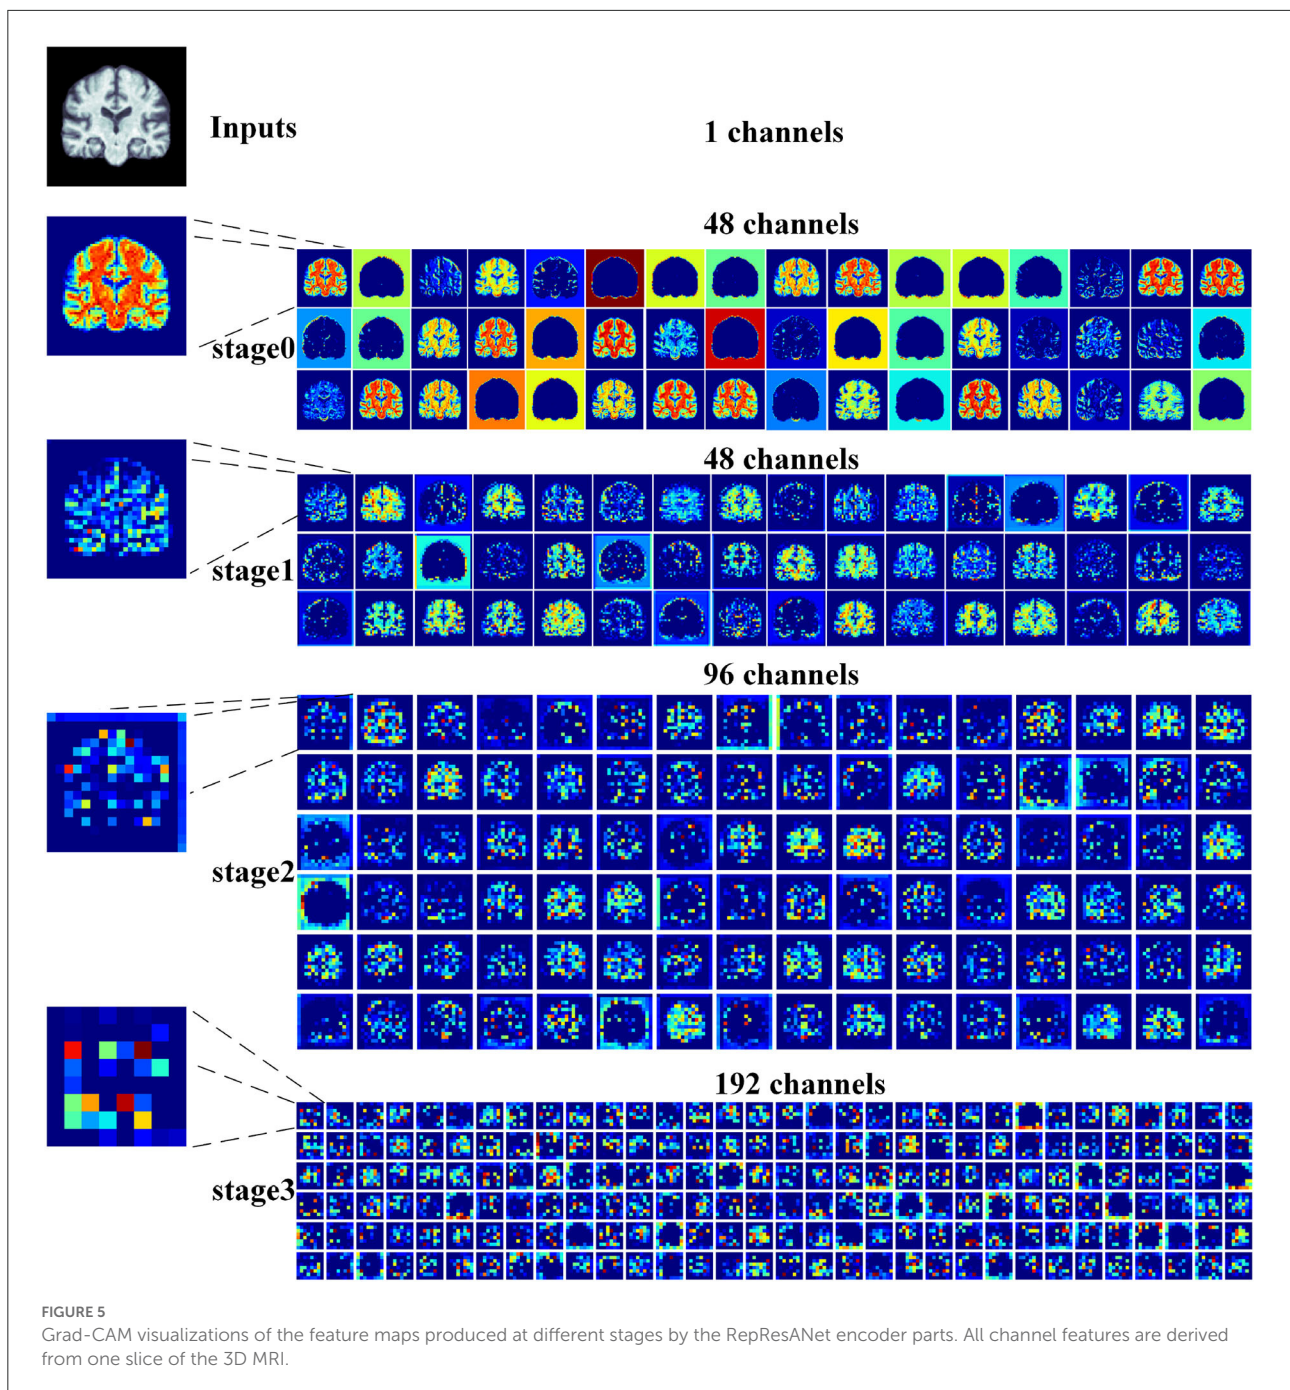 Inputs
1 channels
48 channels
stage0
48 channels
stage1
96 channels
stage2
192 channels
stage3
FIGURE 5
Grad-CAM visualizations of the feature maps produced at different stages by the RepResANet encoder parts. All channel features are derived
from one slice of the 3D MRI.